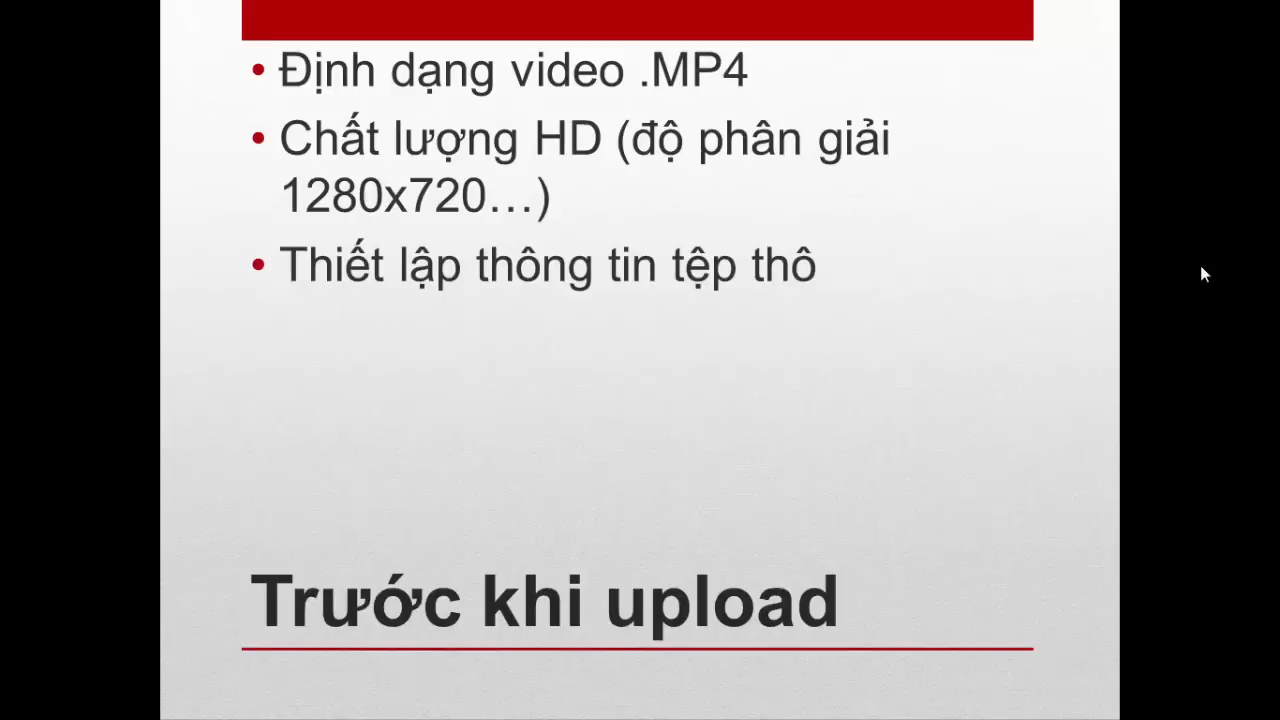 • Định dạng video .MP4
• Chất lượng HD (độ phân giải
1280x720…)
• Thiết lập thông tin tệp thô
Trước khi upload